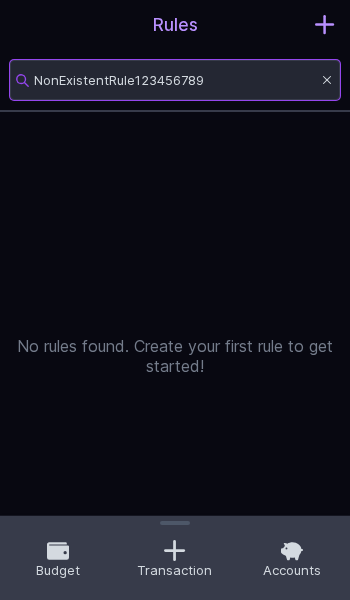 Rules
NonExistentRule123456789
No rules found. Create your first rule to get
started!
Budget
Transaction
Accounts